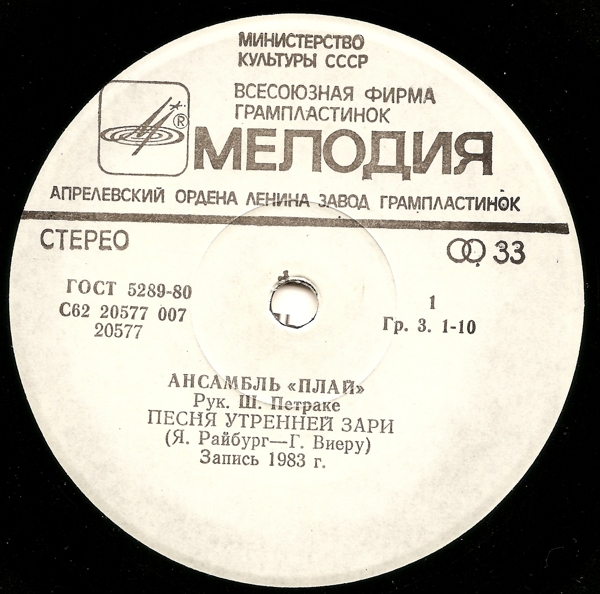 МИНИСТЕРСТВО
КУЛЬТУРЫ СССР
ВСЕСОЮЗНАЯ ФИРМА
ГРАМПЛАСТИНОК
®
МЕЛОДИЯ
АПРЕЛЕВСКИЙ ОРДЕНА ЛЕНИНА ЗАВОД ГРАМПЛАСТИНОК
СТЕРЕО
33
ГОСТ 5289-80
С62 20577 007
20577
1
Гр. 3. 1-10
АНСАМБЛЬ «ПЛАЙ»
Рук. Ш. Петраке
ПЕСНЯ УТРЕННЕЙ ЗАРИ
(Я. Райбург—Г. Виеру)
Запись 1983 г.